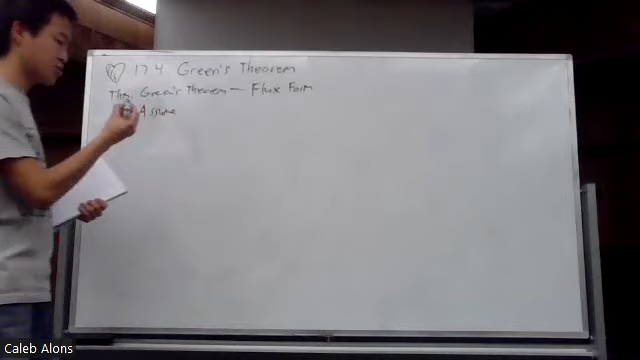 17.4 Green's Theorem
Thm Green's Theorem — Flux Form
Assume
Caleb Alons